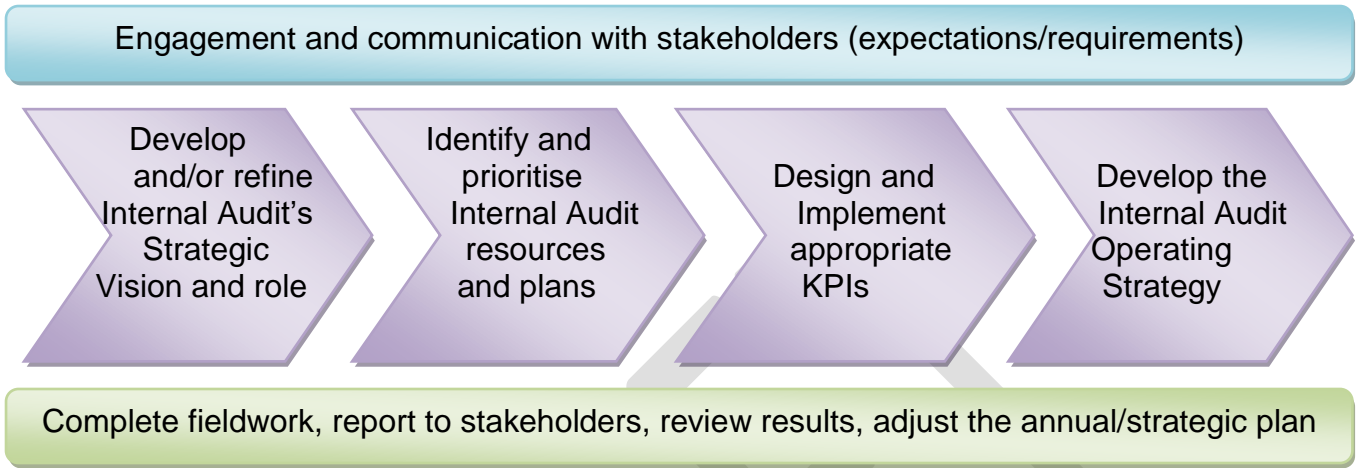 Engagement and communication with stakeholders (expectations/requirements)
Develop
and/or refine
Internal Audit’s
Strategic
Vision and role
Identify and
prioritise
Internal Audit
resources
and plans
Design and
Implement
appropriate
KPIs
Develop the
Internal Audit
Operating
Strategy
Complete fieldwork, report to stakeholders, review results, adjust the annual/strategic plan